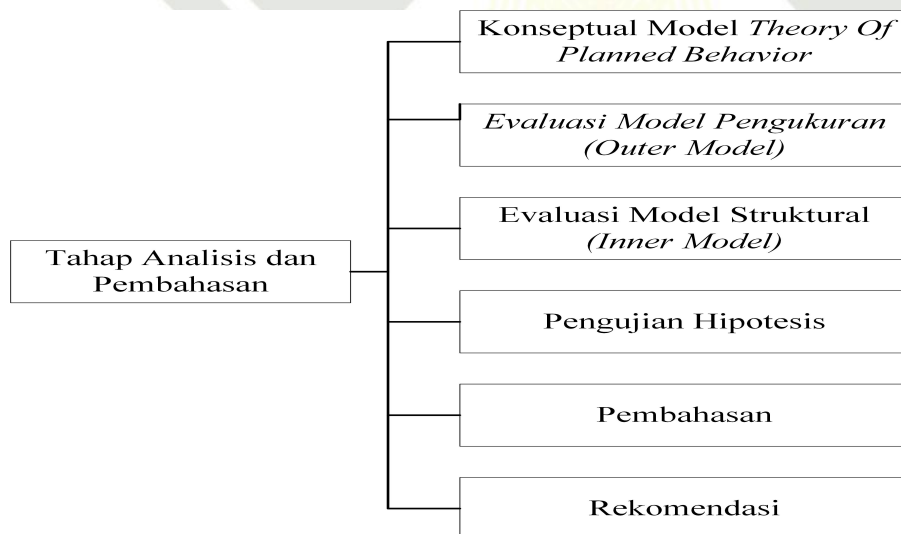 Konseptual Model Theory Of
Planned Behavior
Evaluasi Model Pengukuran
(Outer Model)
Evaluasi Model Struktural
(Inner Model)
Tahap Analisis dan
Pembahasan
Pengujian Hipotesis
Pembahasan
Rekomendasi